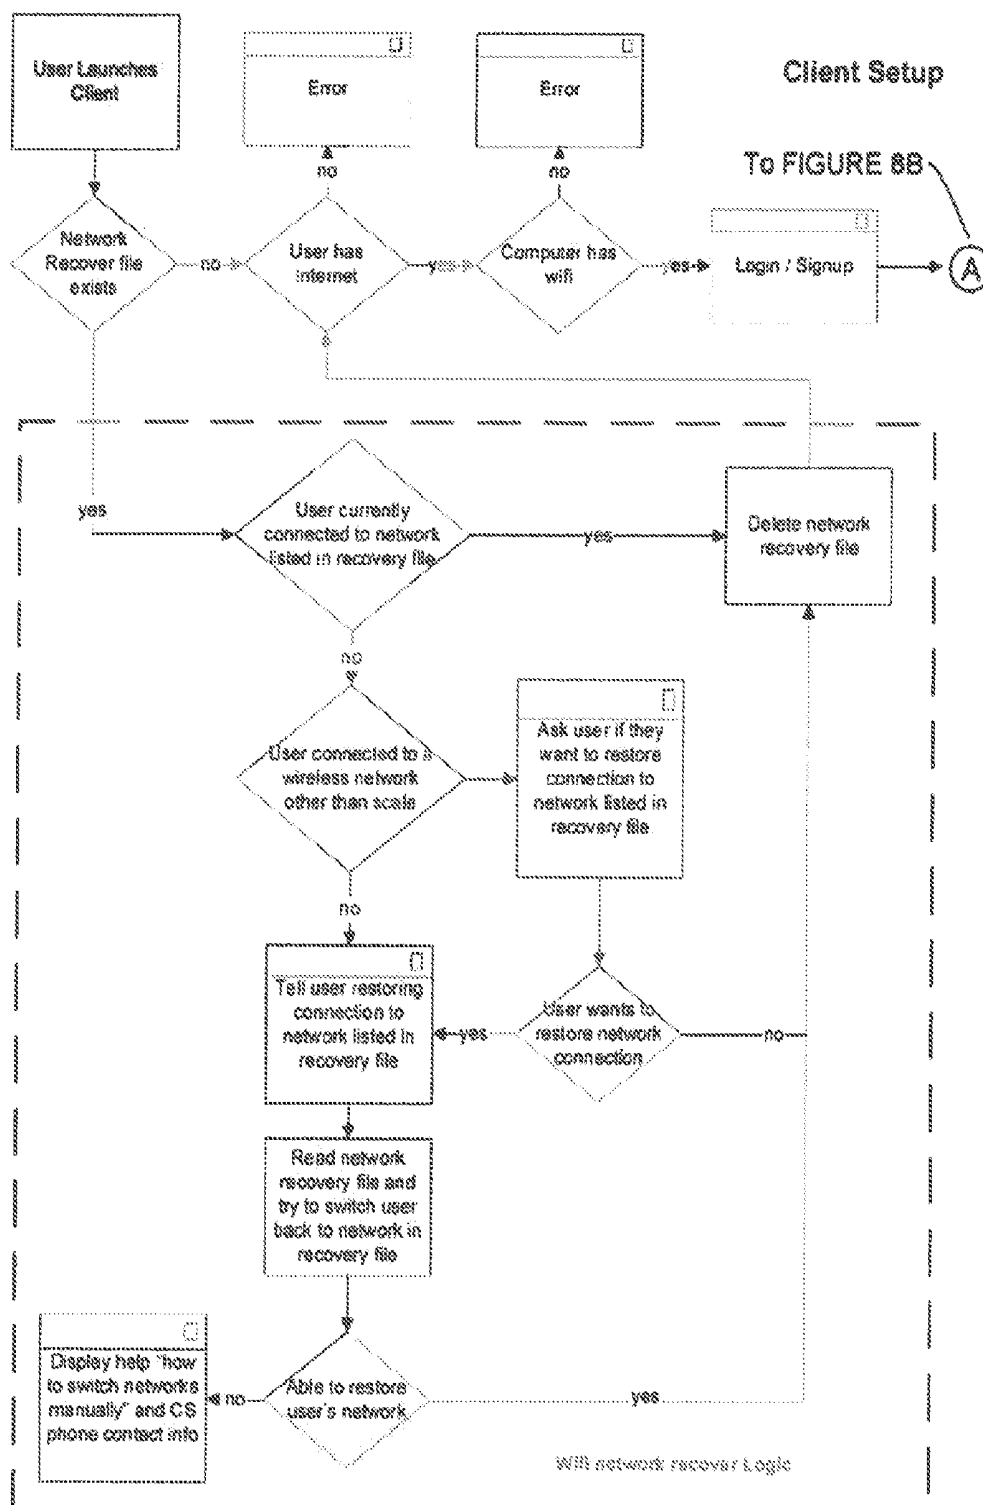 User Launches
Client
Error
Error
Client Setup
To FIGURE 8B
no
no
Network
Recover file
exists
no
User has
Internet
yes
Computer has
wifi
yes
Login / Signup
A
yes
User currently
connected to network
listed in recovery file
yes
Delete network
recovery file
no
User connected to a
wireless network
other than scale
Ask user if they
want to restore
connection to
network listed in
recovery file
no
Tell user restoring
connection to
network listed in
recovery file
yes
User wants to
restore network
connection
no
Read network
recovery file and
try to switch user
back to network in
recovery file
Display help "how
to switch networks
manually" and CS
phone contact info
no
Able to restore
user's network
yes
Wifi network recover Logic